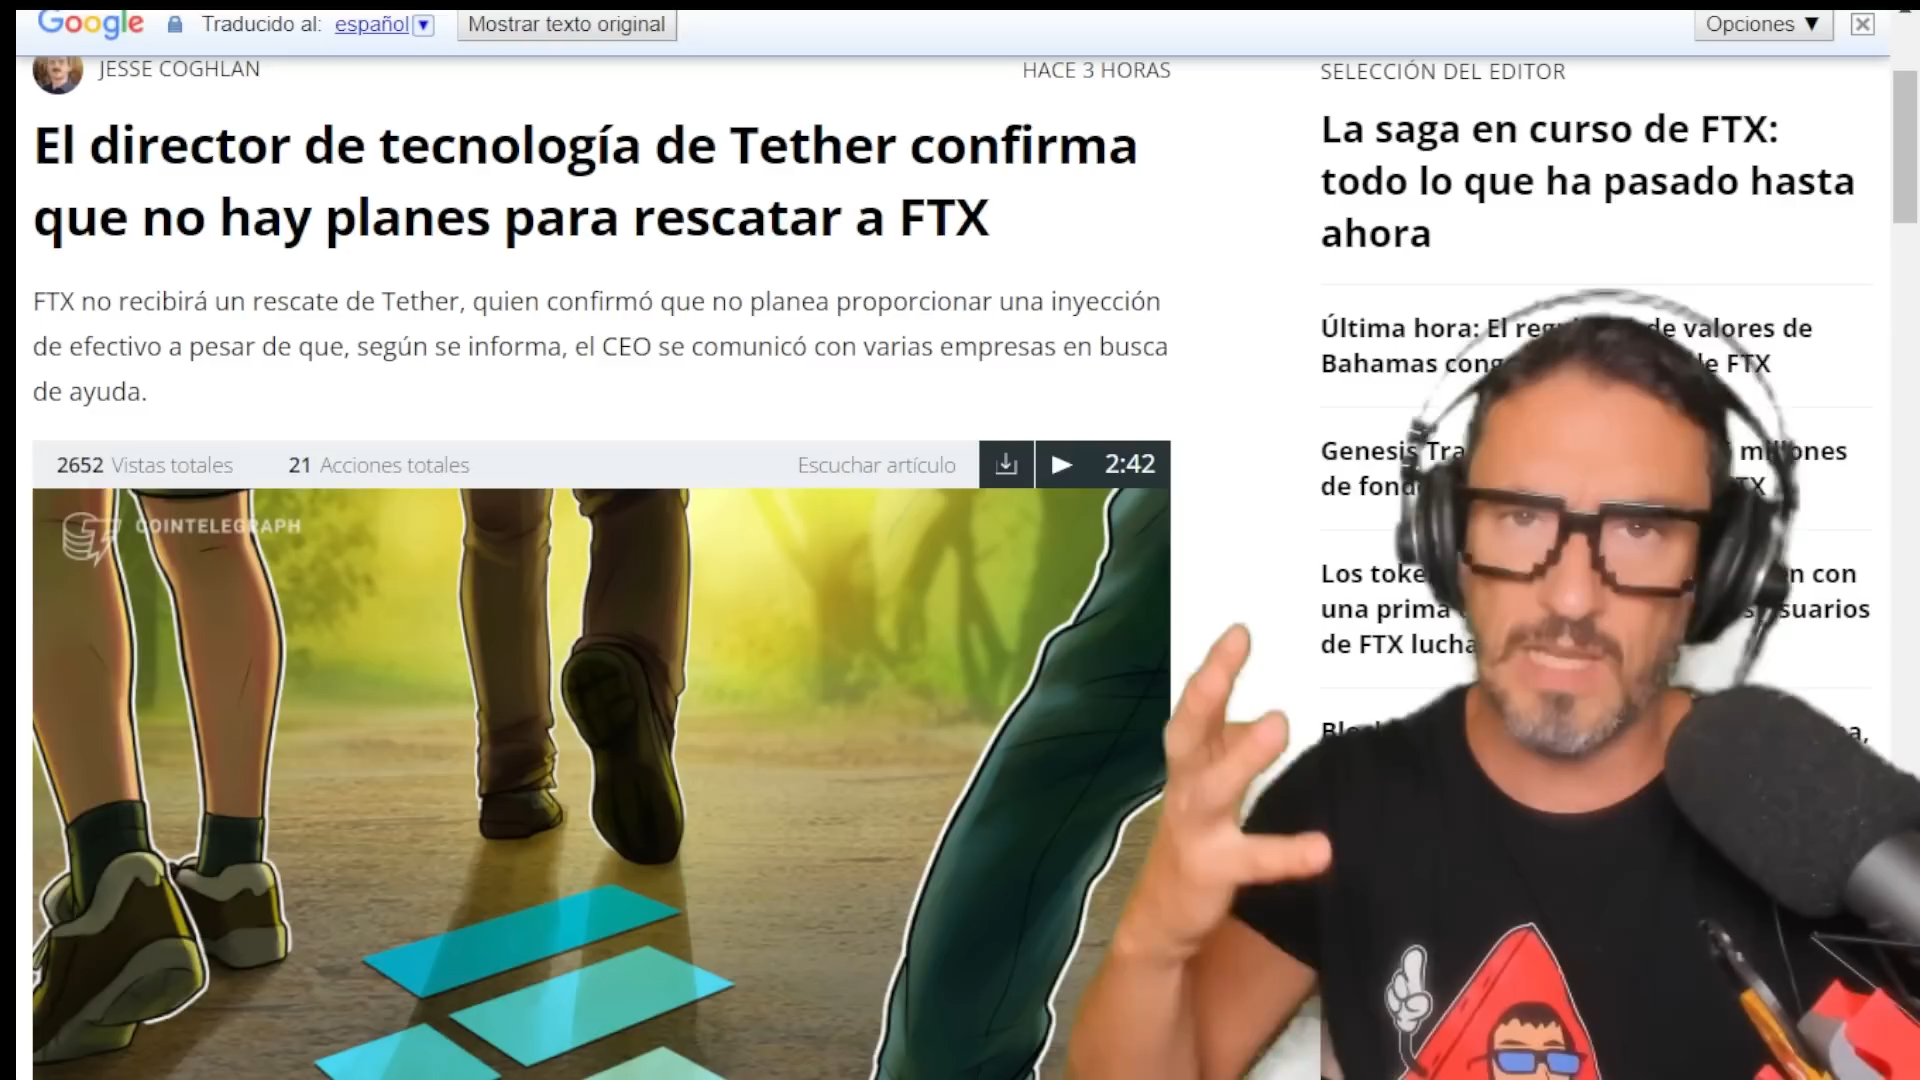 Google Traducido al: español ▼ Mostrar texto original Opciones ▼
JESSE COGHLAN HACE 3 HORAS
El director de tecnología de Tether confirma
que no hay planes para rescatar a FTX
FTX no recibirá un rescate de Tether, quien confirmó que no planea proporcionar una inyección
de efectivo a pesar de que, según se informa, el CEO se comunicó con varias empresas en busca
de ayuda.
2652 Vistas totales 21 Acciones totales Escuchar artículo 2:42
COINTELEGRAPH
SELECCIÓN DEL EDITOR
La saga en curso de FTX:
todo lo que ha pasado hasta
ahora
Última hora: El de valores de
Bahamas FTX
Genesis millones
de
Los con
una prima usuarios
de FTX